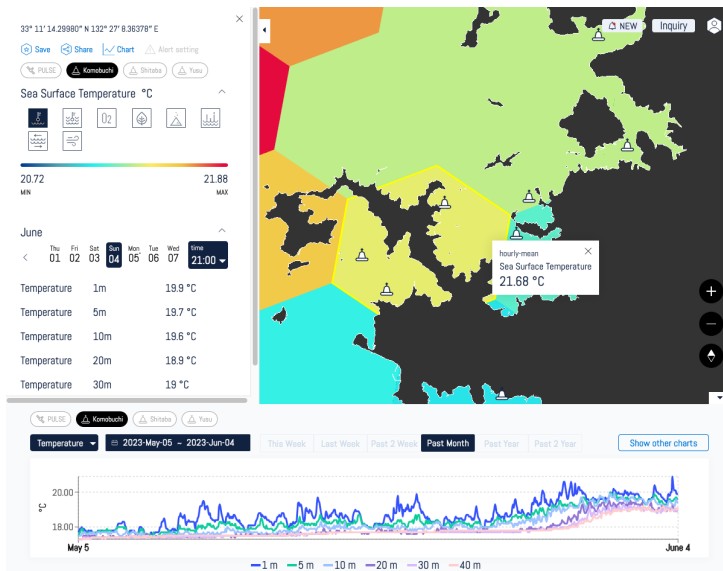 33° 11' 14.29980" N 132° 27' 8.36378" E
Save Share Chart Alert setting
PULSE Komobuchi Shitaba Yusu
Sea Surface Temperature °C
O2
20.72 21.88
MIN MAX
June
Thu Fri Sat Sun Mon Tue Wed time
01 02 03 04 05 06 07 21:00
Temperature 1m 19.9 °C
Temperature 5m 19.7 °C
Temperature 10m 19.6 °C
Temperature 20m 18.9 °C
Temperature 30m 19 °C
NEW Inquiry
hourly-mean
Sea Surface Temperature
21.68 °C
PULSE Komobuchi Shitaba Yusu
Temperature 2023-May-05 ~ 2023-Jun-04 This Week Last Week Past 2 Week Past Month Past Year Past 2 Year Show other charts
°C
20.00
18.00
May 5 June 4
1 m 5 m 10 m 20 m 30 m 40 m